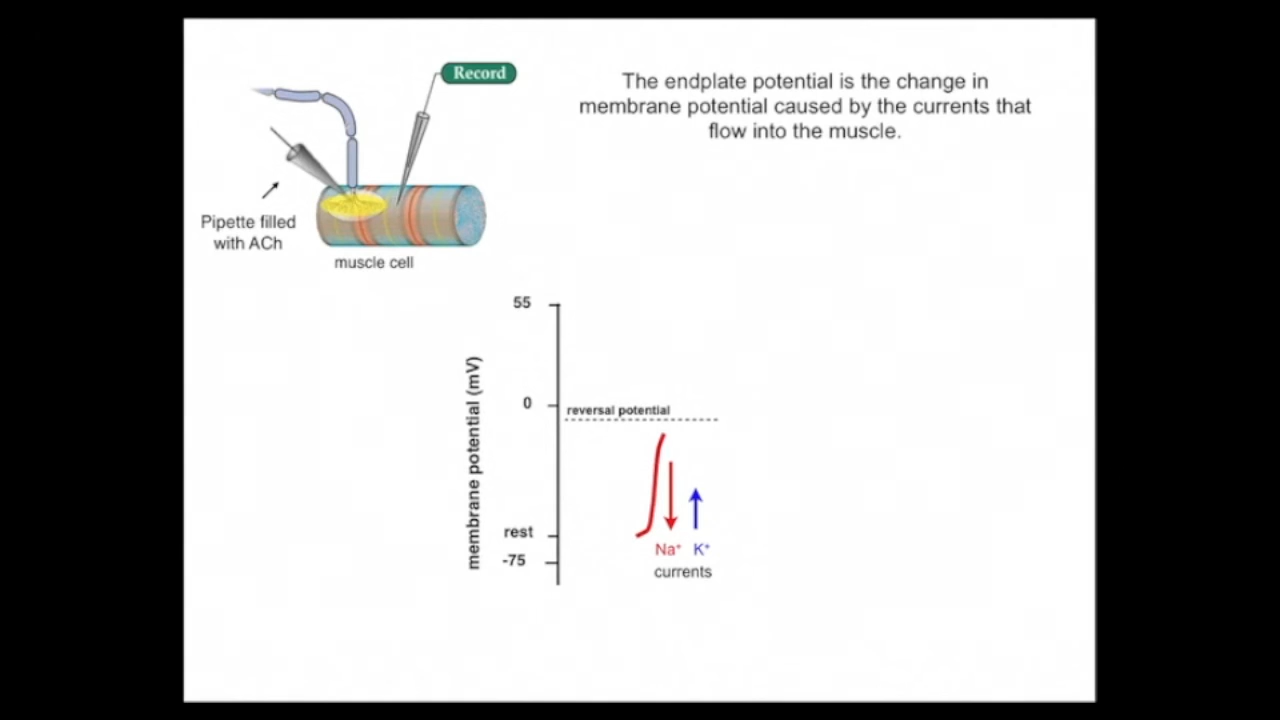 Record
The endplate potential is the change in
membrane potential caused by the currents that
flow into the muscle.
Pipette filled
with ACh
muscle cell
55
membrane potential (mV)
0
reversal potential
rest
-75
Na⁺ K⁺
currents